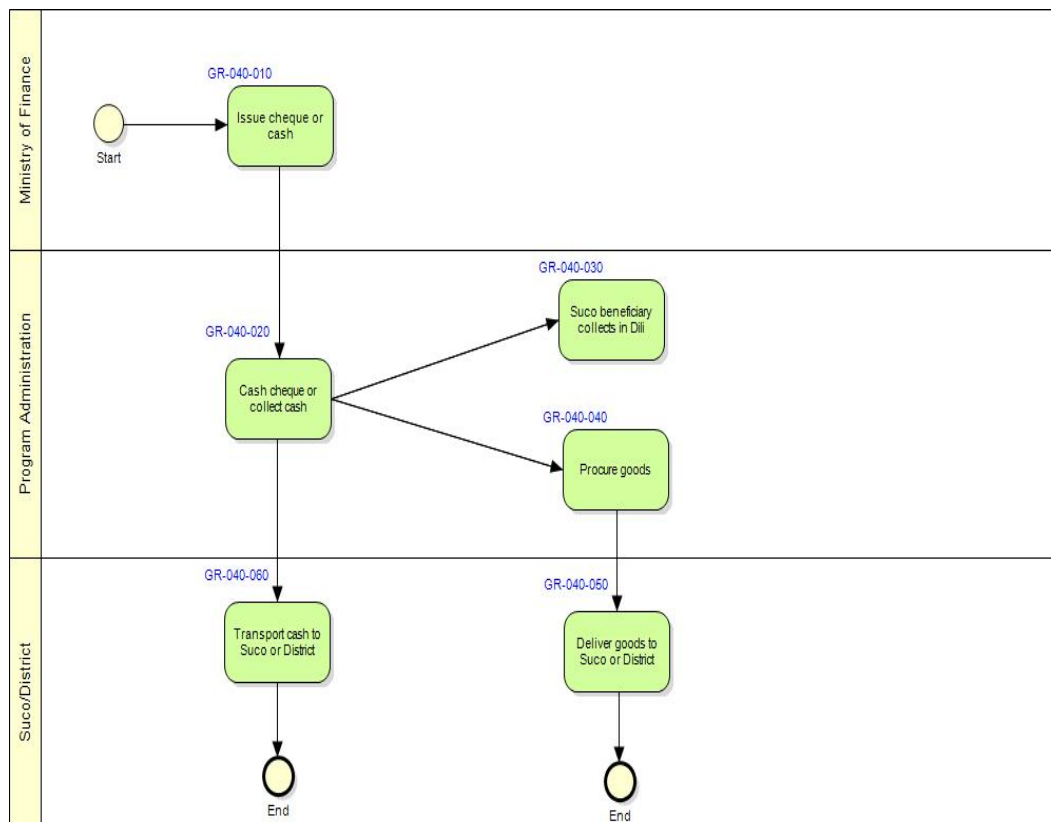 Ministry of Finance
GR-040-010
Issue cheque or
cash
Start
Program Administration
GR-040-030
Suco beneficiary
collects in Dili
GR-040-020
Cash cheque or
collect cash
GR-040-040
Procure goods
Suco/District
GR-040-060
Transport cash to
Suco or District
GR-040-050
Deliver goods to
Suco or District
End
End